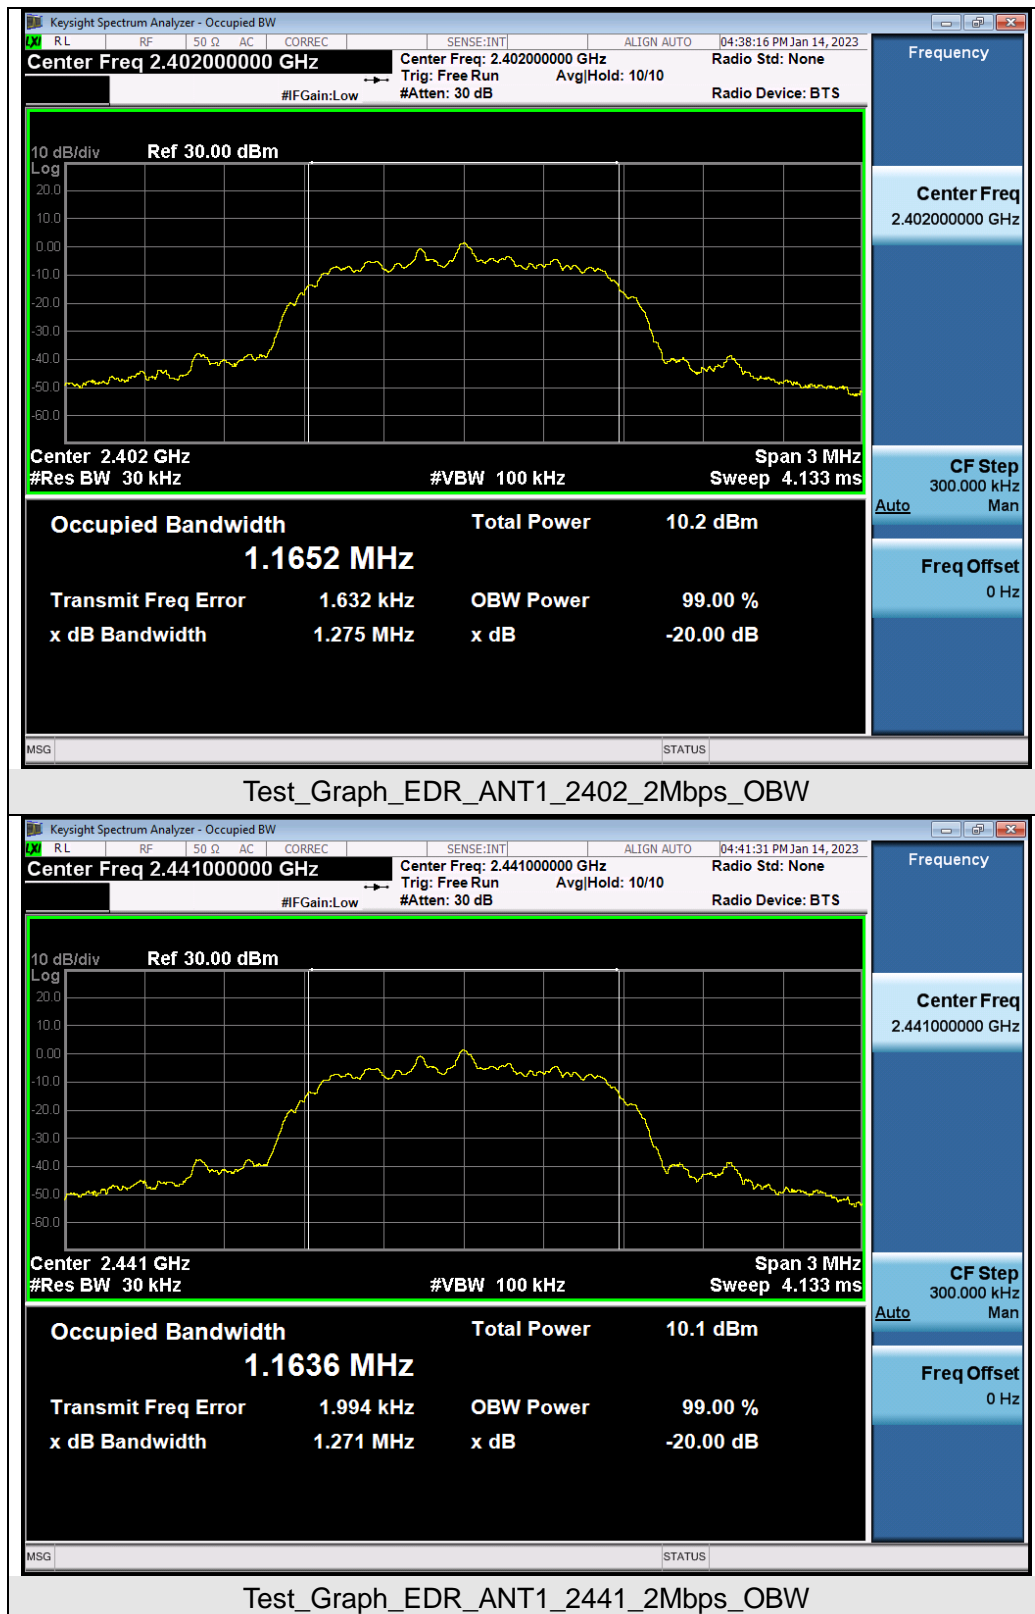 Keysight Spectrum Analyzer - Occupied BW
LXI RL RF 50 Ω AC CORREC SENSE:INT ALIGN AUTO 04:38:16 PM Jan 14, 2023
Center Freq 2.402000000 GHz
Center Freq: 2.402000000 GHz
Radio Std: None
Trig: Free Run Avg|Hold: 10/10
#IFGain:Low
#Atten: 30 dB
Radio Device: BTS
Frequency
10 dB/div Ref 30.00 dBm
Log
20.0
10.0
0.00
-10.0
-20.0
-30.0
-40.0
-50.0
-60.0
Center 2.402 GHz Span 3 MHz
#Res BW 30 kHz #VBW 100 kHz Sweep 4.133 ms
Center Freq
2.402000000 GHz
CF Step
300.000 kHz
Auto Man
Freq Offset
0 Hz
Occupied Bandwidth Total Power 10.2 dBm
1.1652 MHz
Transmit Freq Error 1.632 kHz OBW Power 99.00 %
x dB Bandwidth 1.275 MHz x dB -20.00 dB
MSG STATUS
Test_Graph_EDR_ANT1_2402_2Mbps_OBW
Keysight Spectrum Analyzer - Occupied BW
LXI RL RF 50 Ω AC CORREC SENSE:INT ALIGN AUTO 04:41:31 PM Jan 14, 2023
Center Freq 2.441000000 GHz
Center Freq: 2.441000000 GHz
Radio Std: None
Trig: Free Run Avg|Hold: 10/10
#IFGain:Low
#Atten: 30 dB
Radio Device: BTS
Frequency
10 dB/div Ref 30.00 dBm
Log
20.0
10.0
0.00
-10.0
-20.0
-30.0
-40.0
-50.0
-60.0
Center 2.441 GHz Span 3 MHz
#Res BW 30 kHz #VBW 100 kHz Sweep 4.133 ms
Center Freq
2.441000000 GHz
CF Step
300.000 kHz
Auto Man
Freq Offset
0 Hz
Occupied Bandwidth Total Power 10.1 dBm
1.1636 MHz
Transmit Freq Error 1.994 kHz OBW Power 99.00 %
x dB Bandwidth 1.271 MHz x dB -20.00 dB
MSG STATUS
Test_Graph_EDR_ANT1_2441_2Mbps_OBW